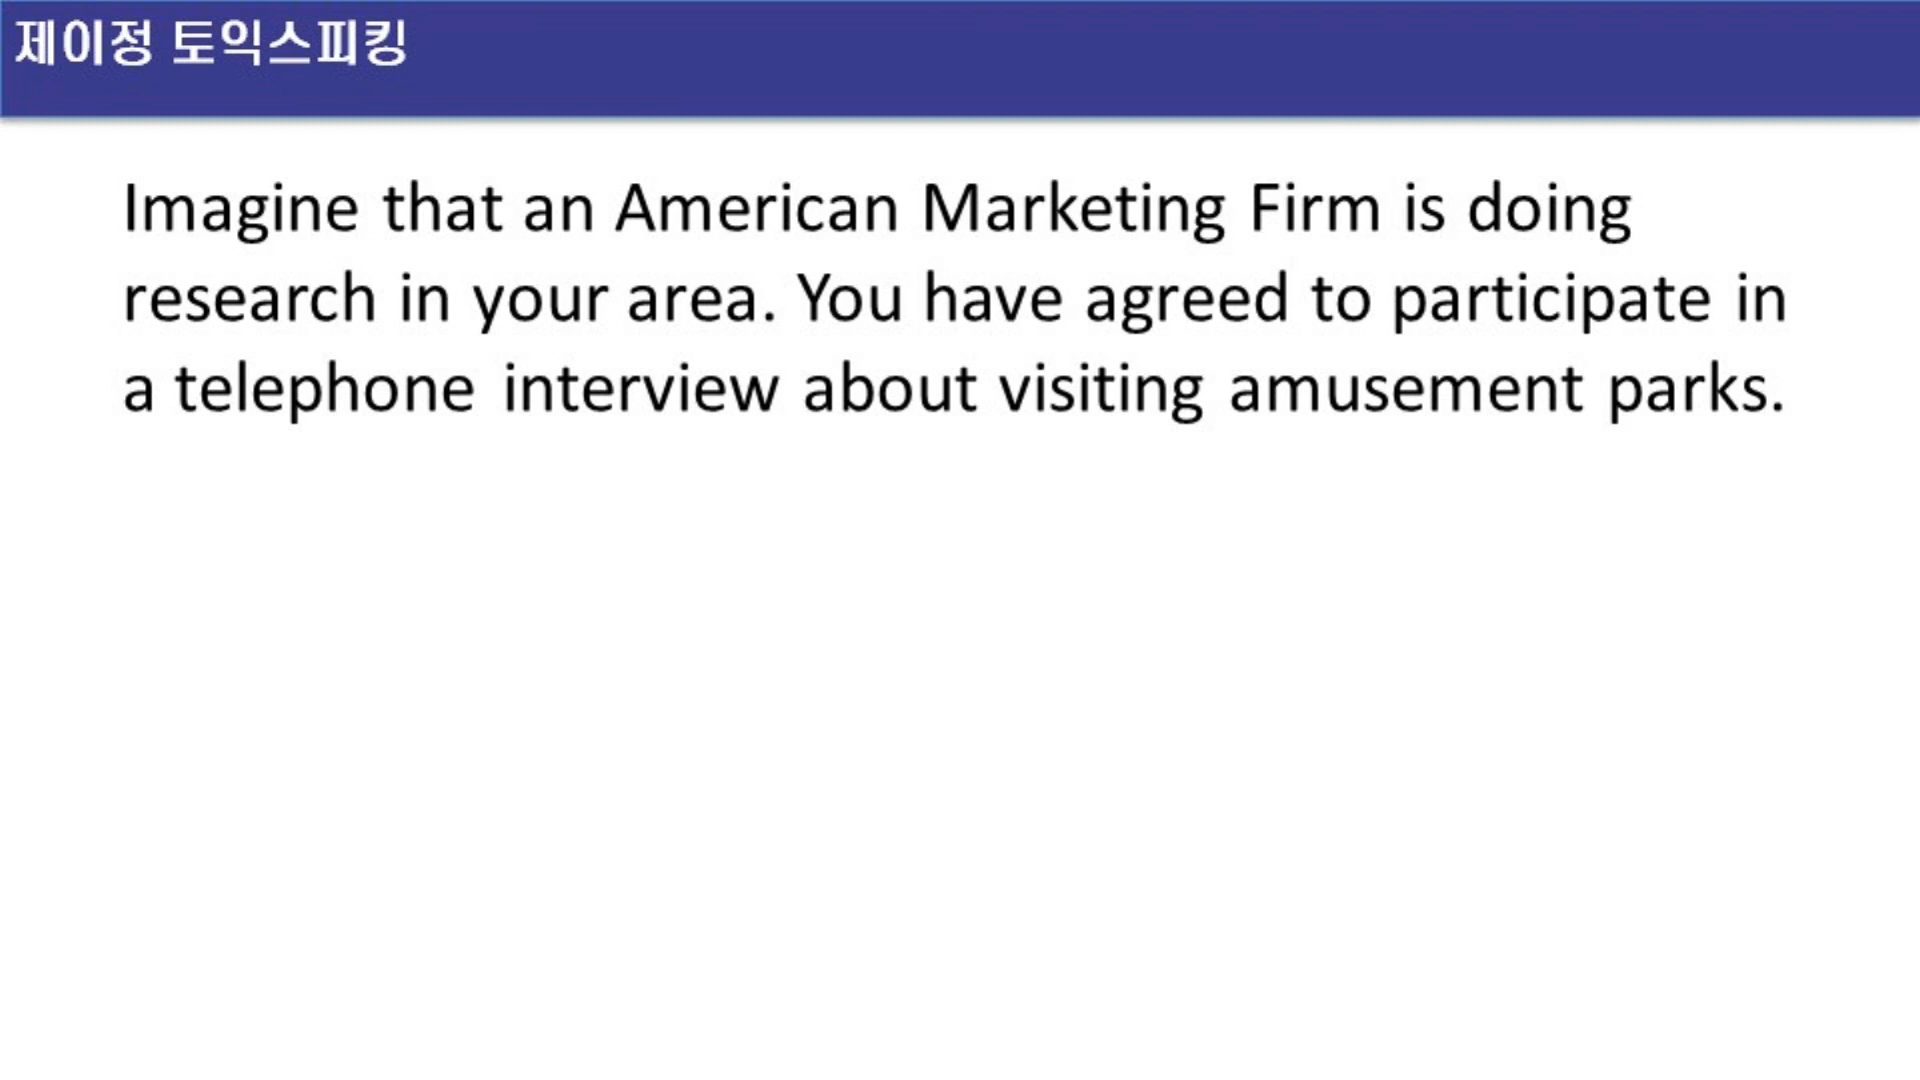 제이정 토익스피킹
Imagine that an American Marketing Firm is doing
research in your area. You have agreed to participate in
a telephone interview about visiting amusement parks.